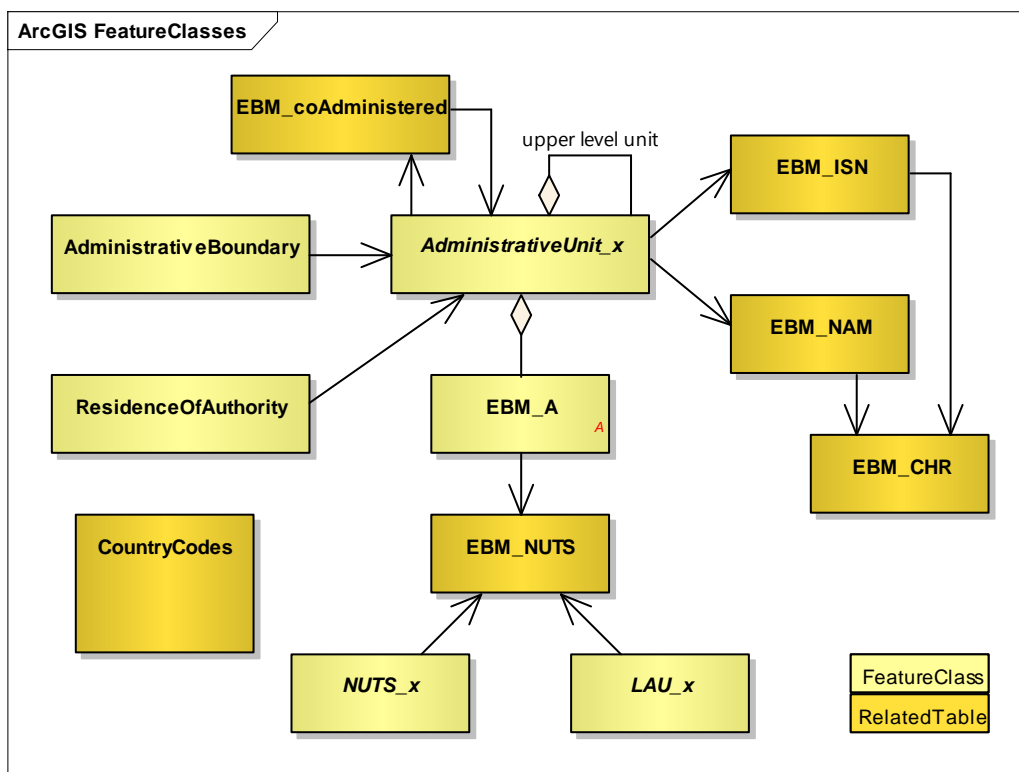 ArcGIS FeatureClasses
EBM_coAdministered
upper level unit
EBM_ISN
AdministrativeBoundary
AdministrativeUnit_x
EBM_NAM
ResidenceOfAuthority
EBM_A
A
EBM_CHR
CountryCodes
EBM_NUTS
NUTS_x
LAU_x
FeatureClass
RelatedTable